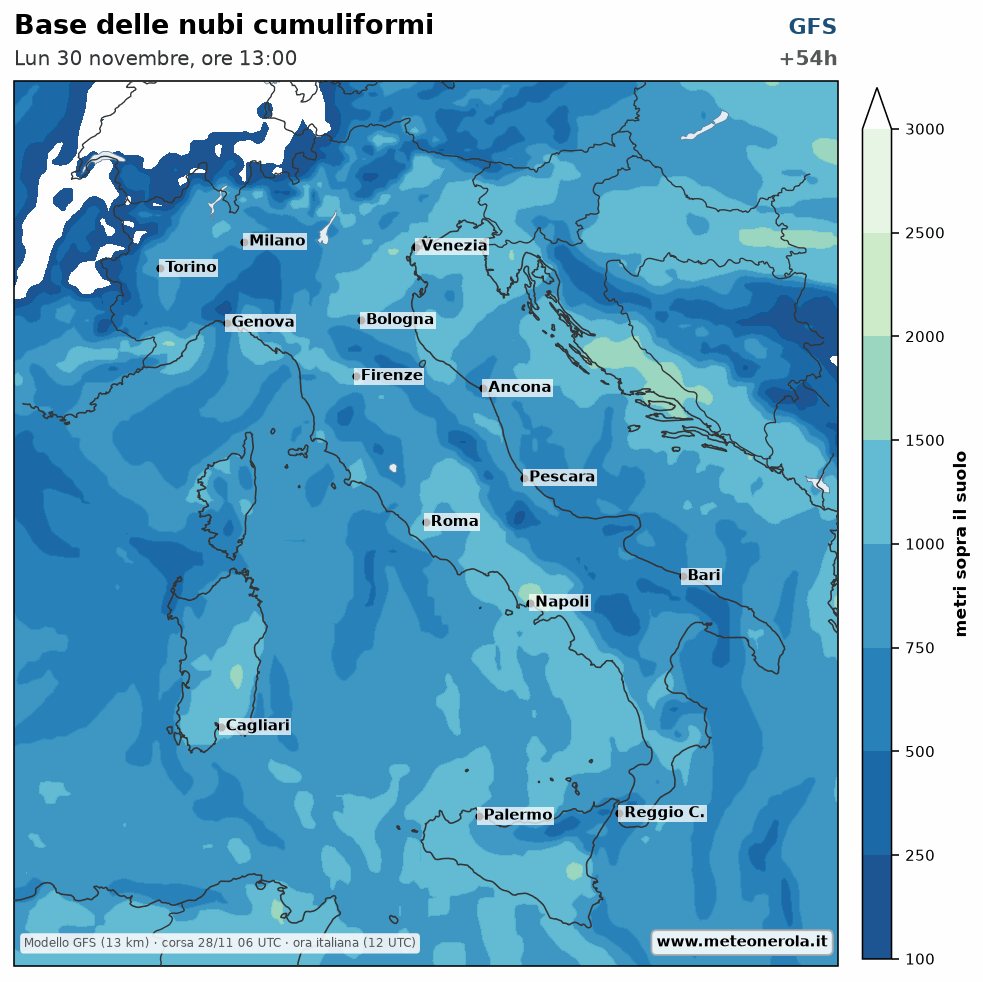 Base delle nubi cumuliformi
GFS
Lun 30 novembre, ore 13:00
+54h
3000
2500
2000
1500
1000
750
500
250
100
metri sopra il suolo
Milano
Venezia
Torino
Genova
Bologna
Firenze
Ancona
Pescara
Roma
Bari
Napoli
Cagliari
Palermo
Reggio C.
Modello GFS (13 km) · corsa 28/11 06 UTC · ora italiana (12 UTC)
www.meteonerola.it